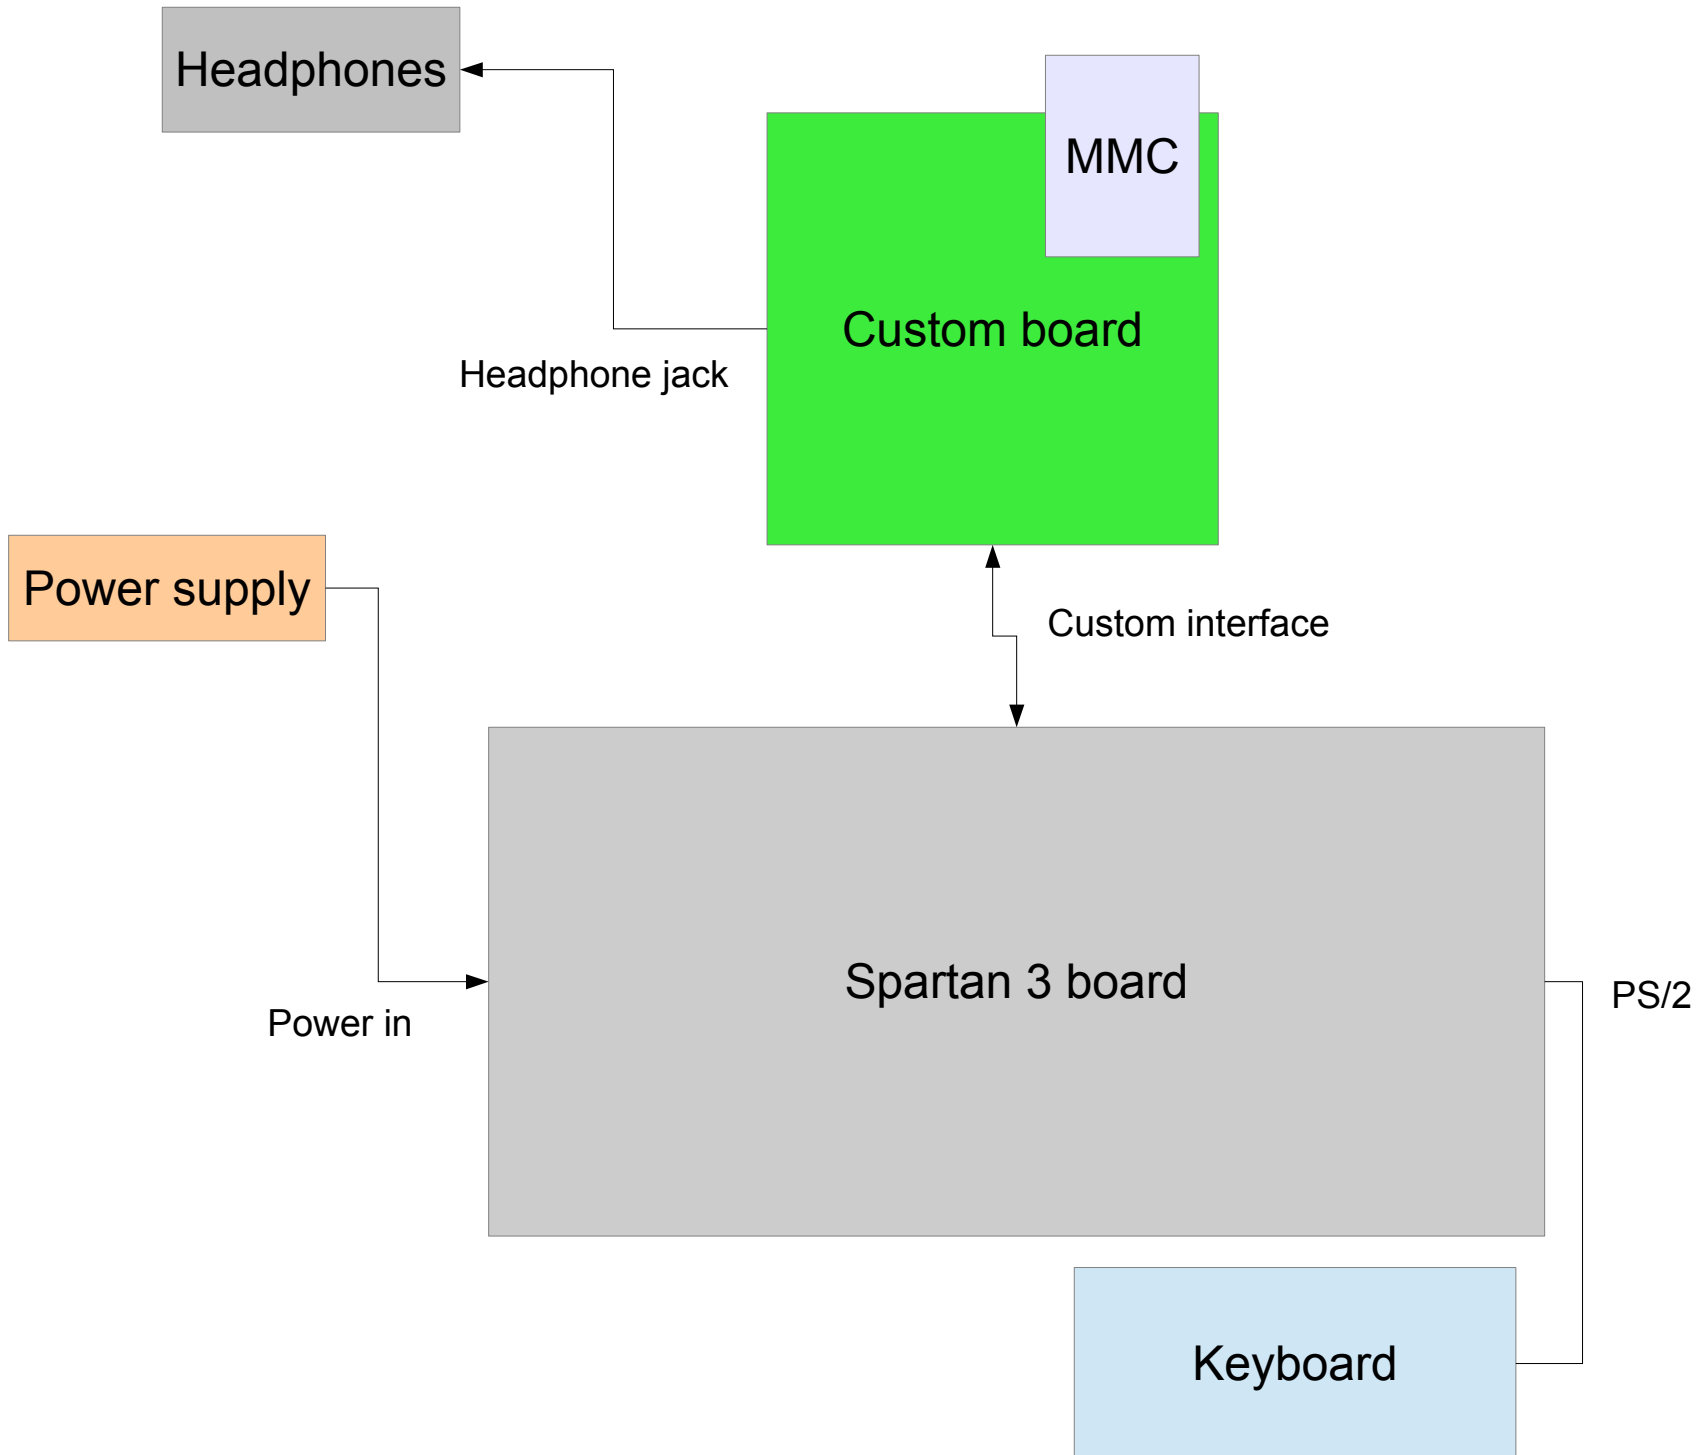 Headphones
MMC
Custom board
Headphone jack
Power supply
Custom interface
Spartan 3 board
PS/2
Power in
Keyboard